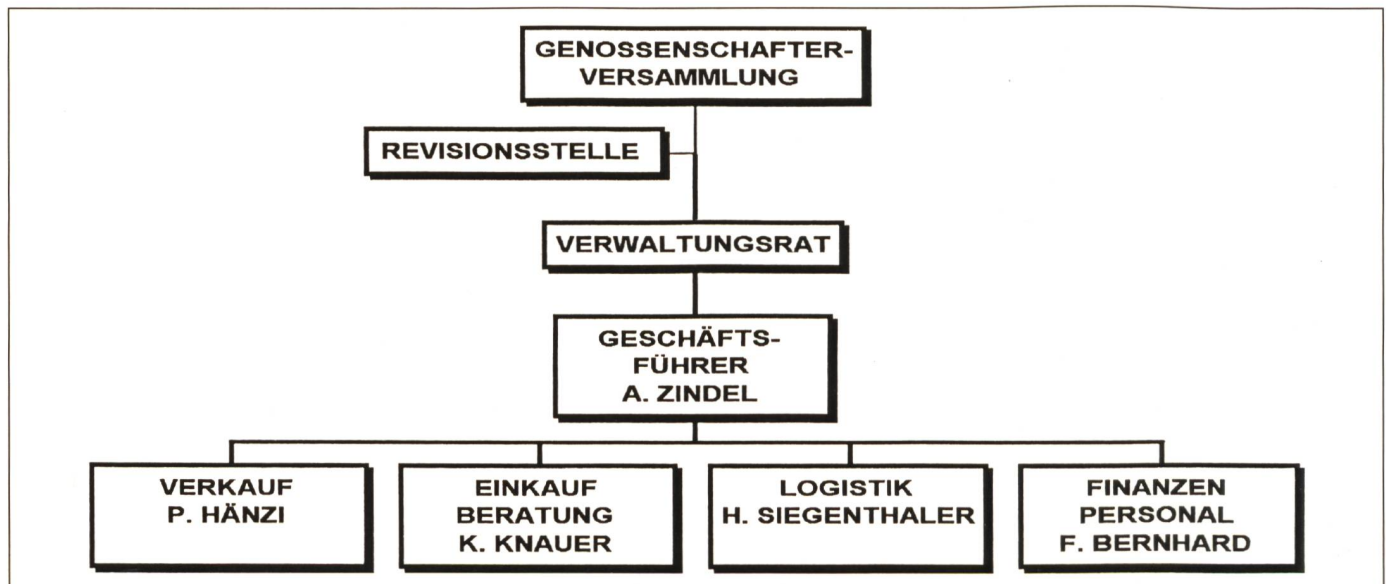 GENOSSENSCHAFTER-
VERSAMMLUNG
REVISIONSSTELLE
VERWALTUNGSRAT
GESCHÄFTS-
FÜHRER
A. ZINDEL
VERKAUF
P. HÄNZI
EINKAUF
BERATUNG
K. KNAUER
LOGISTIK
H. SIEGENTHALER
FINANZEN
PERSONAL
F. BERNHARD